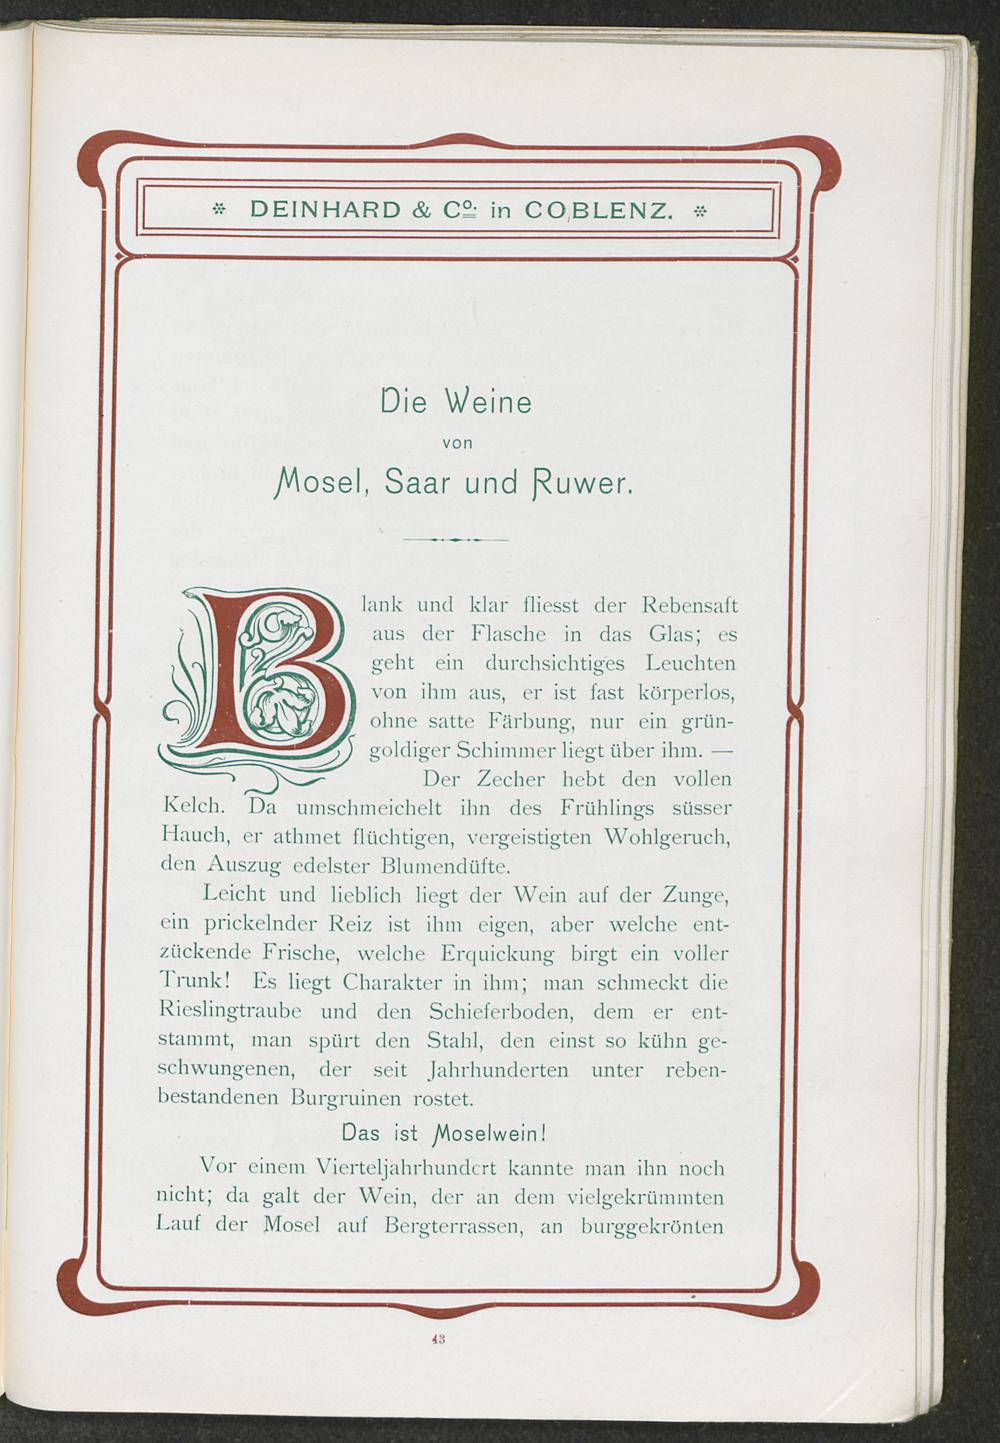 * DEINHARD & Co. in COBLENZ. *
Die Weine
von
Mosel, Saar und Ruwer.
Blank und klar fliesst der Rebensaft
aus der Flasche in das Glas; es
geht ein durchsichtiges Leuchten
von ihm aus, er ist fast körperlos,
ohne satte Färbung, nur ein grün-
goldiger Schimmer liegt über ihm. —
Der Zecher hebt den vollen
Kelch. Da umschmeichelt ihn des Frühlings süsser
Hauch, er athmet flüchtigen, vergeistigten Wohlgeruch,
den Auszug edelster Blumendüfte.
Leicht und lieblich liegt der Wein auf der Zunge,
ein prickelnder Reiz ist ihm eigen, aber welche ent-
zückende Frische, welche Erquickung birgt ein voller
Trunk! Es liegt Charakter in ihm; man schmeckt die
Rieslingtraube und den Schieferboden, dem er ent-
stammt, man spürt den Stahl, den einst so kühn ge-
schwungenen, der seit Jahrhunderten unter reben-
bestandenen Burgruinen rostet.
Das ist Moselwein!
Vor einem Vierteljahrhundert kannte man ihn noch
nicht; da galt der Wein, der an dem vielgekrümmten
Lauf der Mosel auf Bergterrassen, an burggekrönten
43